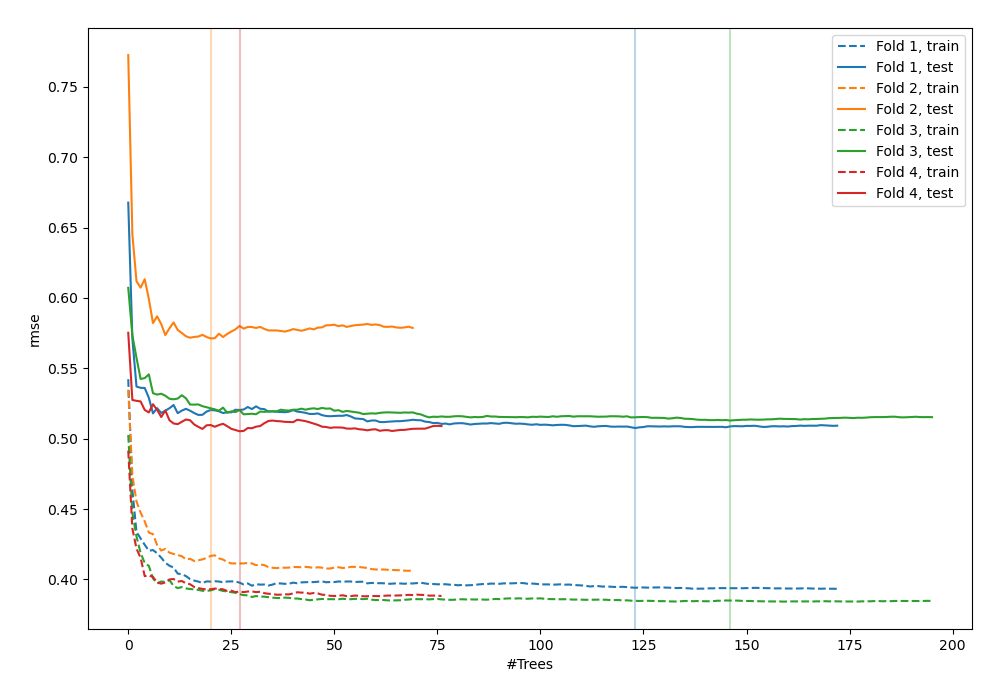 rmse
0.75
0.70
0.65
0.60
0.55
0.50
0.45
0.40
0
25
50
75
100
125
150
175
200
#Trees
Fold 1, train
Fold 1, test
Fold 2, train
Fold 2, test
Fold 3, train
Fold 3, test
Fold 4, train
Fold 4, test